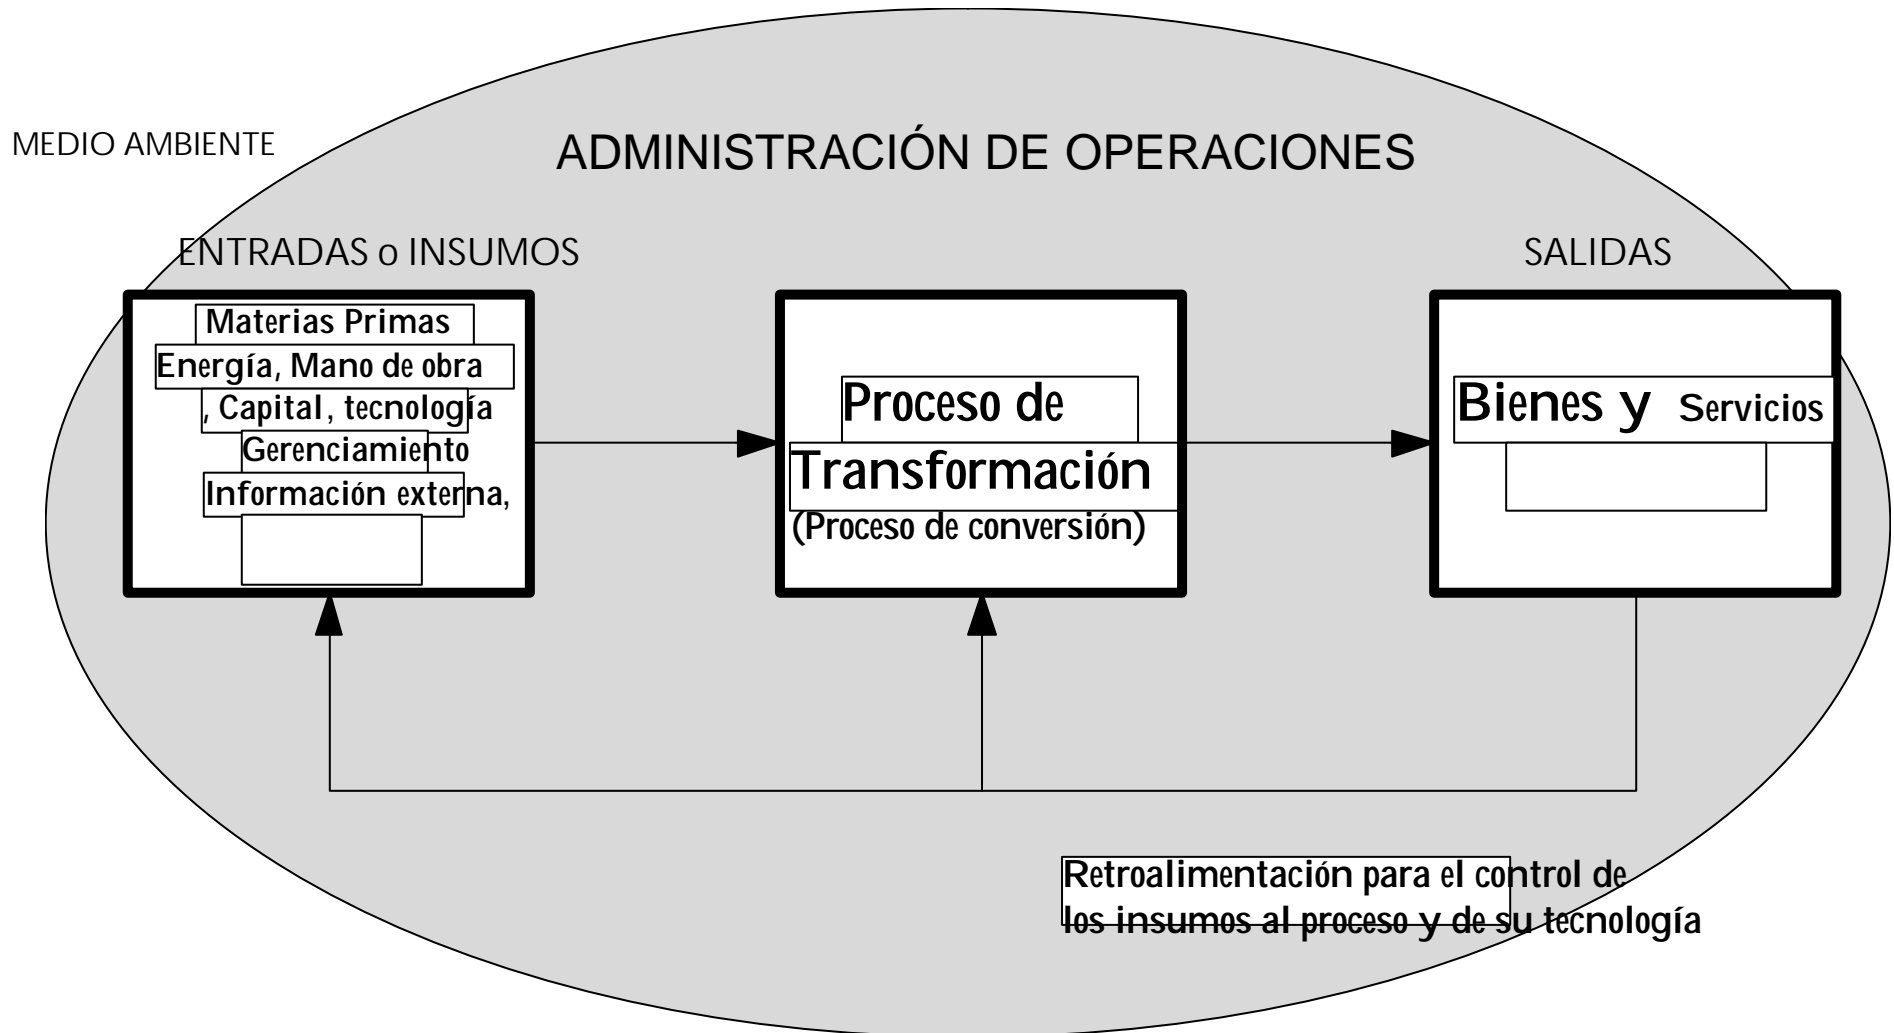 MEDIO AMBIENTE
ADMINISTRACIÓN DE OPERACIONES
ENTRADAS o INSUMOS
Materias Primas
Energía, Mano de obra
, Capital, tecnología
Gerenciamiento
Información externa,
Proceso de
Transformación
(Proceso de conversión)
SALIDAS
Bienes y Servicios
Retroalimentación para el control de
los insumos al proceso y de su tecnología